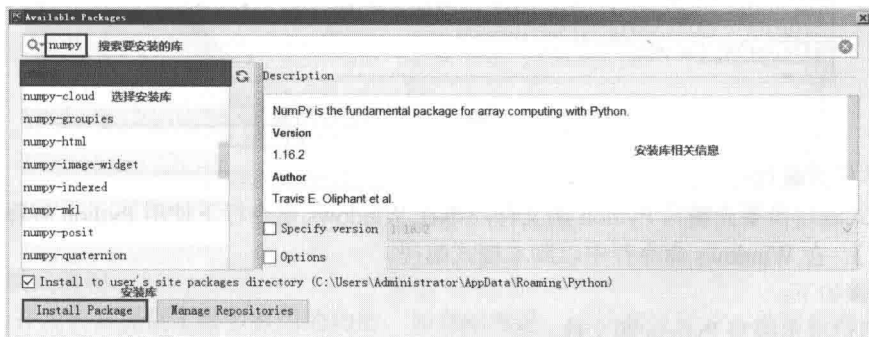 Available Packages
numpy 搜索要安装的库
numpy-cloud 选择安装库
numpy-groupies
numpy-html
numpy-image-widget
numpy-indexed
numpy-mkl
numpy-posit
numpy-quaternion
Description
NumPy is the fundamental package for array computing with Python.
Version
1.16.2
安装库相关信息
Author
Travis E. Oliphant et al.
Specify version 1.16.2
Options
Install to user's site packages directory (C:\Users\Administrator\AppData\Roaming\Python)
安装库
Install Package
Manage Repositories